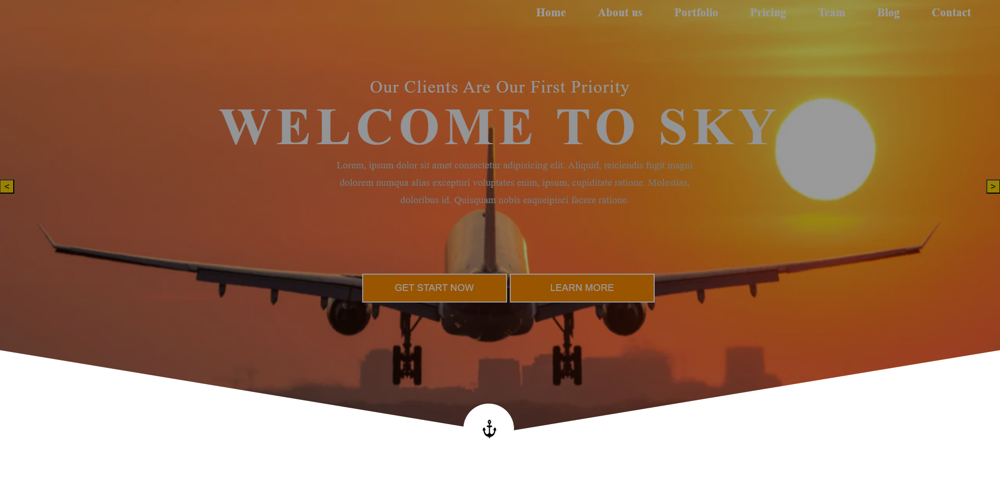 Home About us Portfolio Pricing Team Blog Contact
Our Clients Are Our First Priority
WELCOME TO SKY
Lorem, ipsum dolor sit amet consectetur adipisicing elit. Aliquid, reiciendis fugit magni
dolorem numqua alias excepturi voluptates enim, ipsum, cupiditate ratione. Molestias,
doloribus id. Quisquam nobis eaqueipisci facere ratione.
< >
GET START NOW LEARN MORE